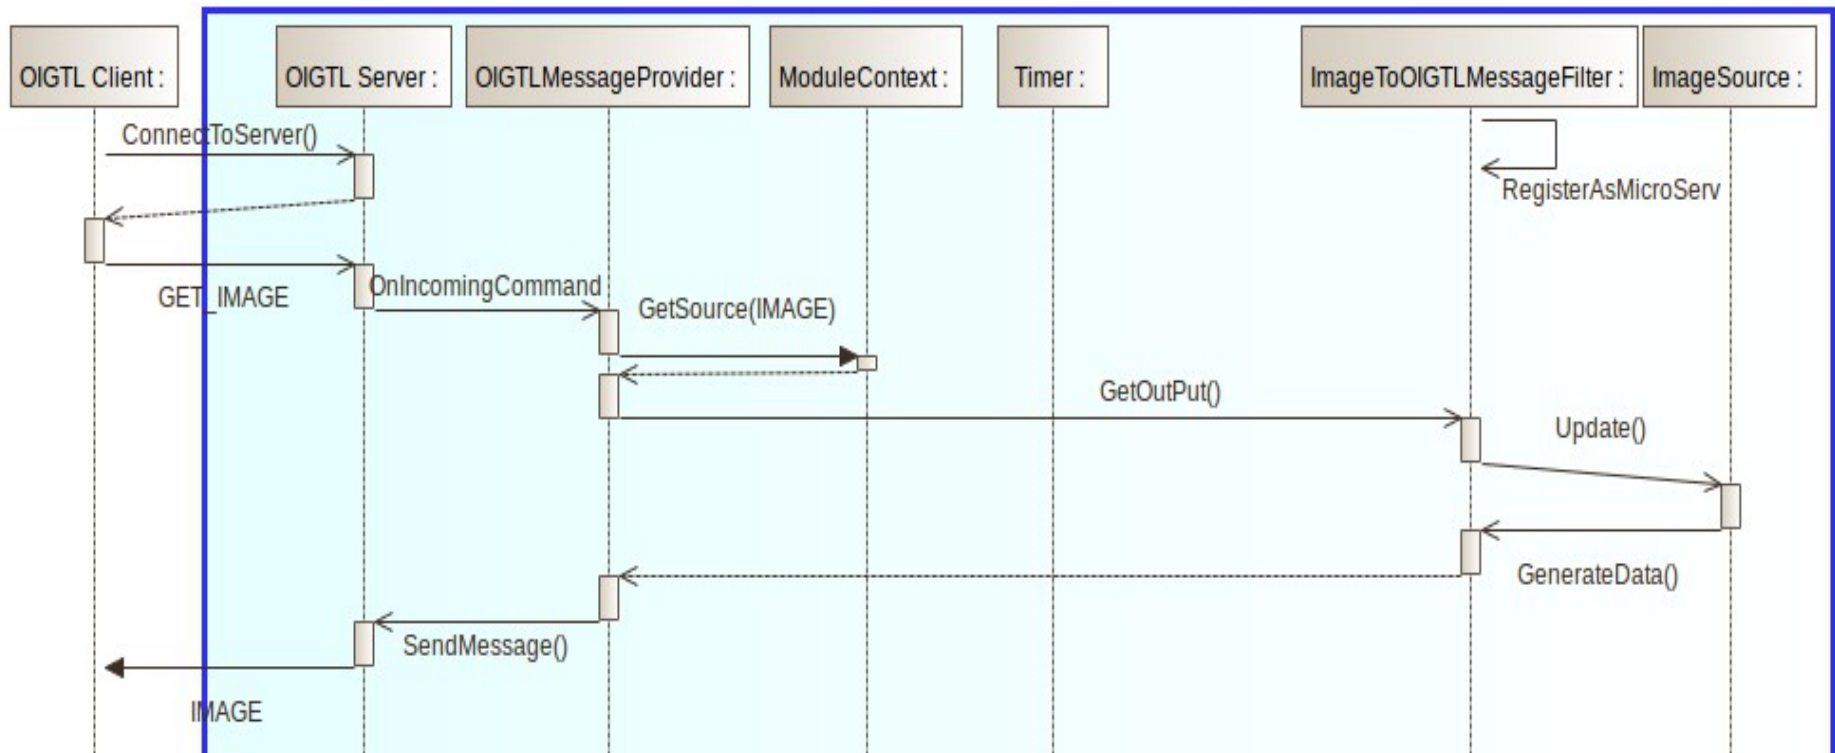 OIGTL Client :
OIGTL Server :
OIGTLMessageProvider :
ModuleContext :
Timer :
ImageToOIGTLMessageFilter :
ImageSource :
ConnectToServer()
RegisterAsMicroServ
GET_IMAGE
OnIncomingCommand
GetSource(IMAGE)
GetOutPut()
Update()
GenerateData()
SendMessage()
IMAGE